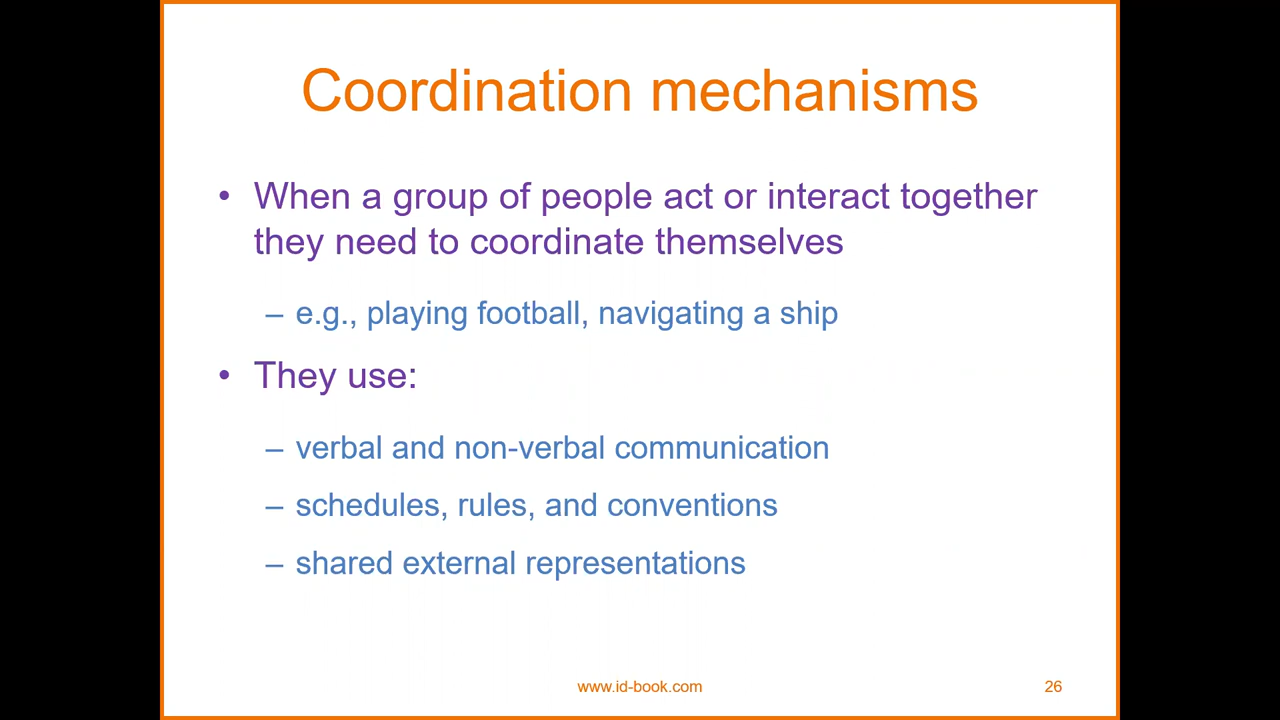 Coordination mechanisms
• When a group of people act or interact together
they need to coordinate themselves
– e.g., playing football, navigating a ship
• They use:
– verbal and non-verbal communication
– schedules, rules, and conventions
– shared external representations
www.id-book.com
26